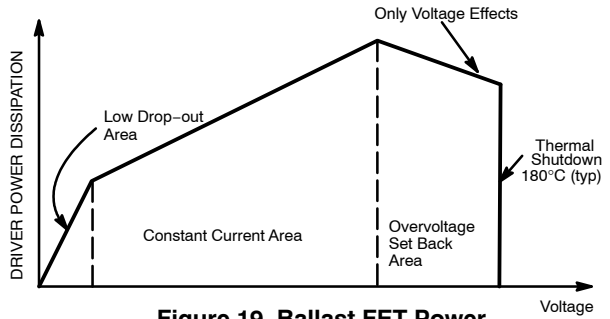 Only Voltage Effects
DRIVER POWER DISSIPATION
Low Drop−out
Area
Thermal
Shutdown
180°C (typ)
Constant Current Area
Overvoltage
Set Back
Area
Voltage
Figure 19. Ballast FET Power